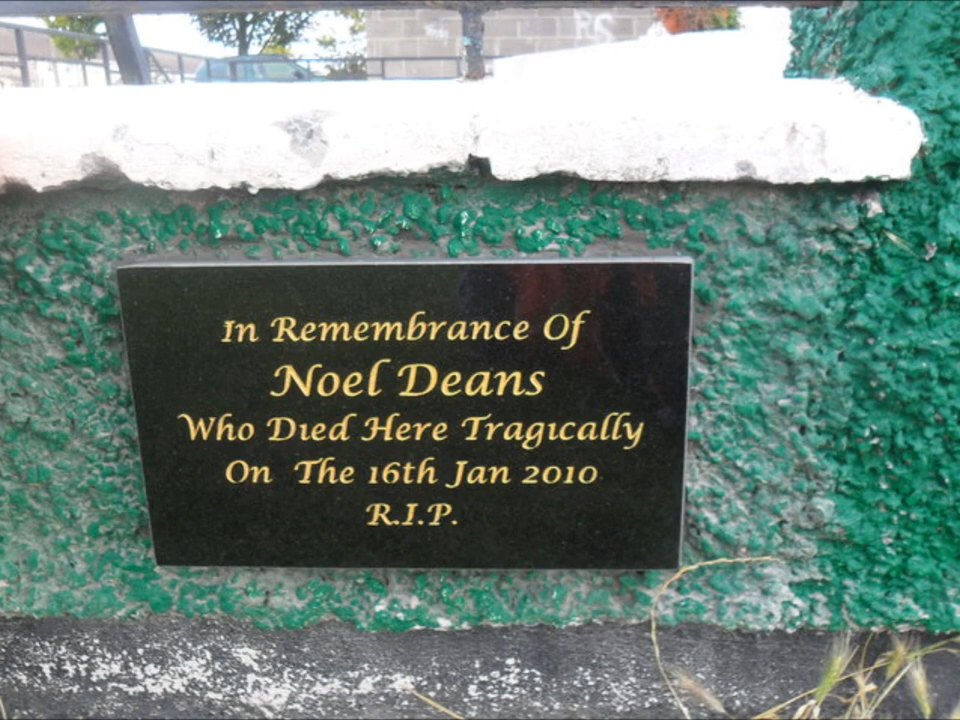 In Remembrance Of
Noel Deans
Who Died Here Tragically
On The 16th Jan 2010
R.I.P.